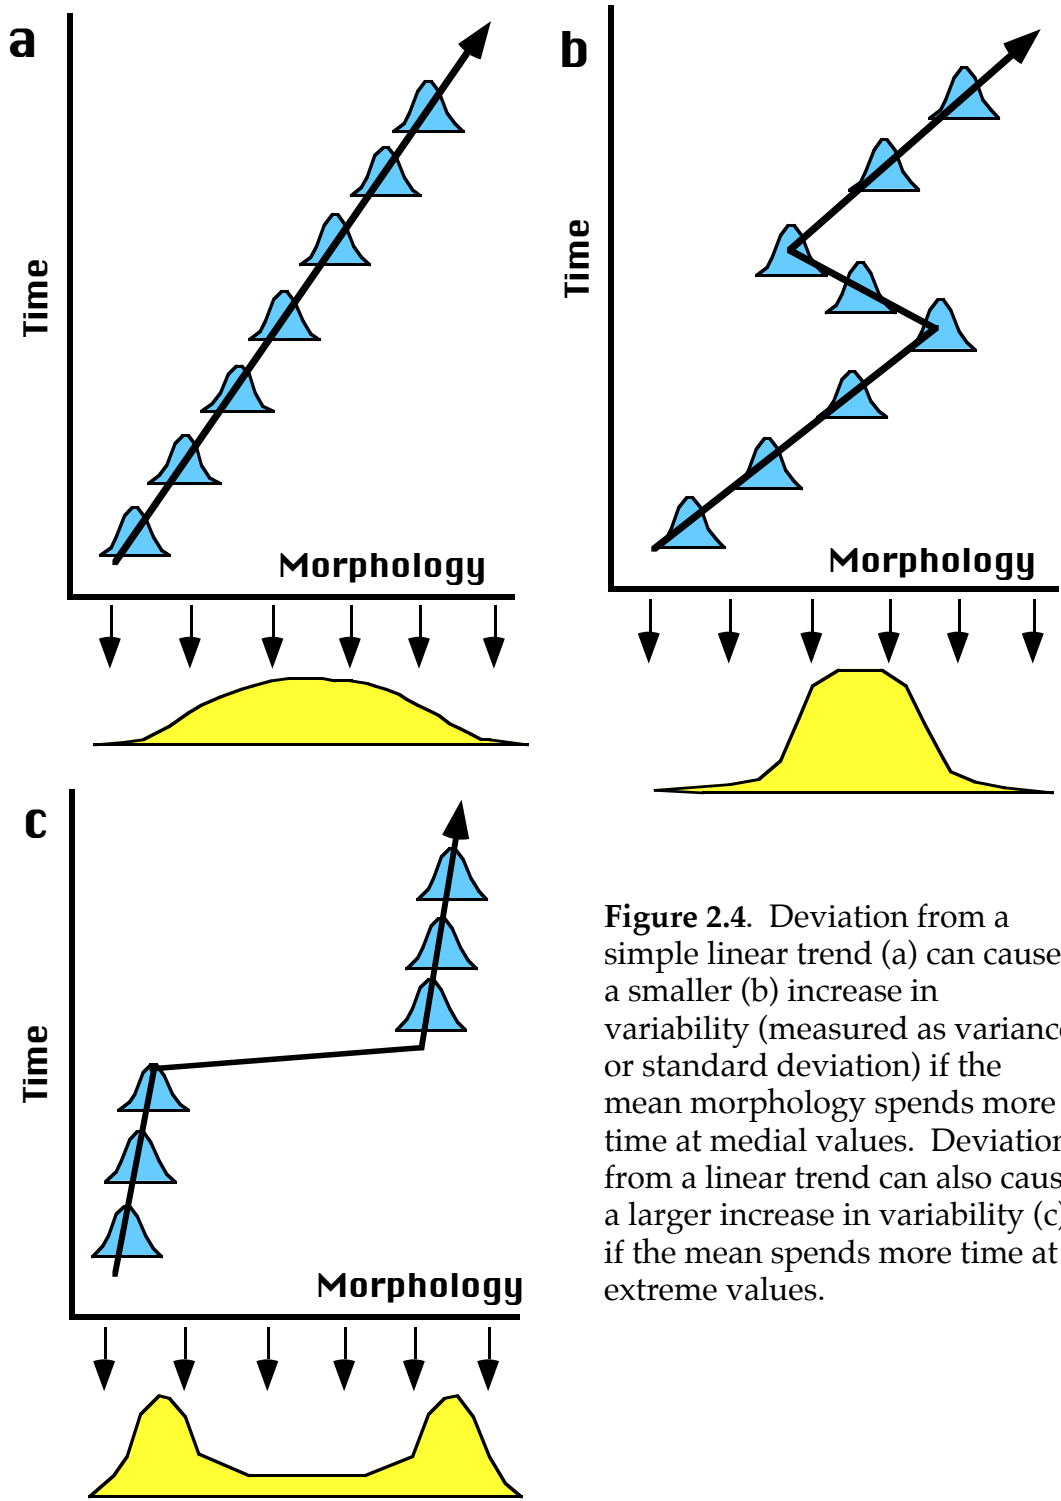 a
Time
Morphology
b
Time
Morphology
c
Time
Morphology
Figure 2.4. Deviation from a
simple linear trend (a) can cause
a smaller (b) increase in
variability (measured as variance
or standard deviation) if the
mean morphology spends more
time at medial values. Deviation
from a linear trend can also caus
a larger increase in variability (c)
if the mean spends more time at
extreme values.